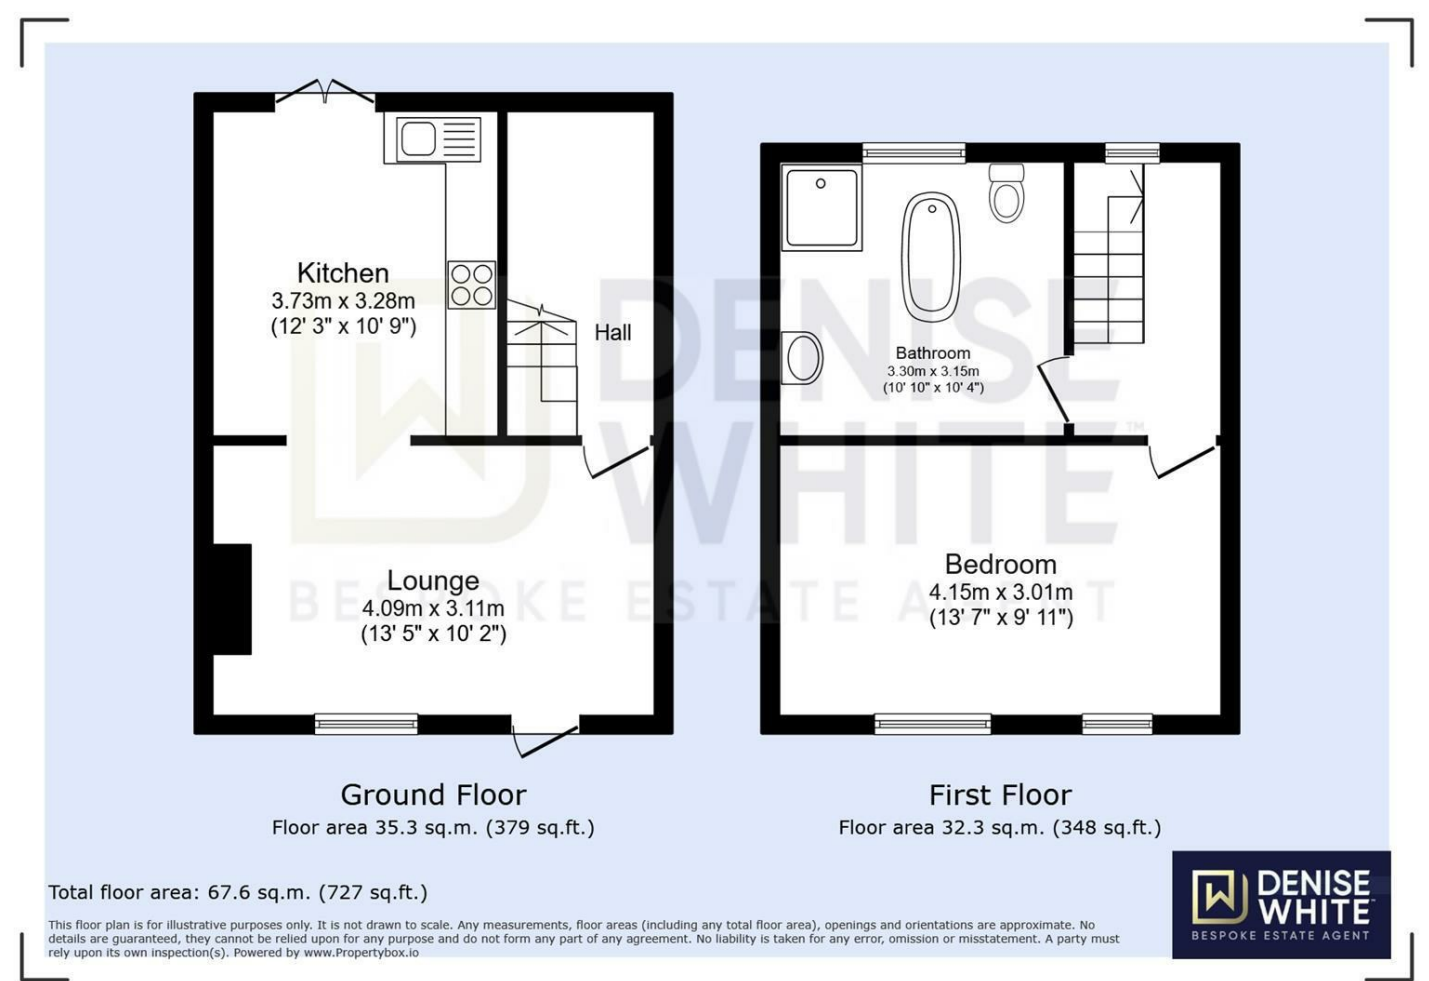 Kitchen
3.73m x 3.28m
(12' 3" x 10' 9")
Hall
Lounge
4.09m x 3.11m
(13' 5" x 10' 2")
Bathroom
3.30m x 3.15m
(10' 10" x 10' 4")
Bedroom
4.15m x 3.01m
(13' 7" x 9' 11")
DENISE
WHITE™
BESPOKE ESTATE AGENT
Ground Floor
Floor area 35.3 sq.m. (379 sq.ft.)
First Floor
Floor area 32.3 sq.m. (348 sq.ft.)
Total floor area: 67.6 sq.m. (727 sq.ft.)
This floor plan is for illustrative purposes only. It is not drawn to scale. Any measurements, floor areas (including any total floor area), openings and orientations are approximate. No
details are guaranteed, they cannot be relied upon for any purpose and do not form any part of any agreement. No liability is taken for any error, omission or misstatement. A party must
rely upon its own inspection(s). Powered by www.Propertybox.io
DENISE
WHITE™
BESPOKE ESTATE AGENT